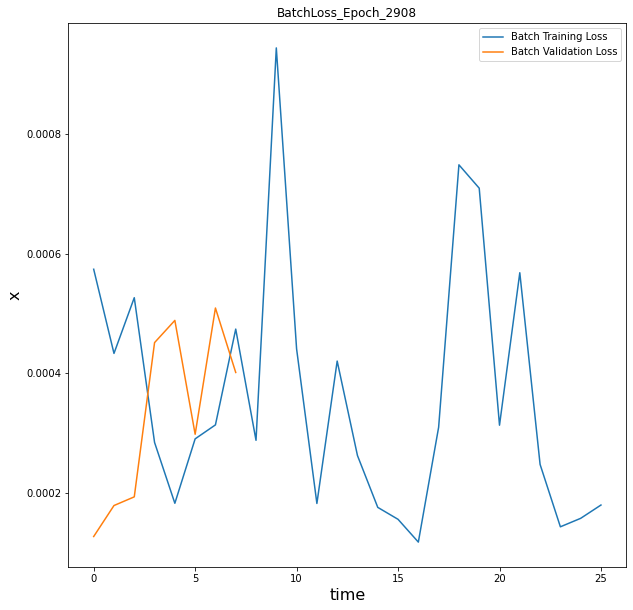 BatchLoss_Epoch_2908
Batch Training Loss
Batch Validation Loss
0.0008
0.0006
x
0.0004
0.0002
0 5 10 15 20 25
time